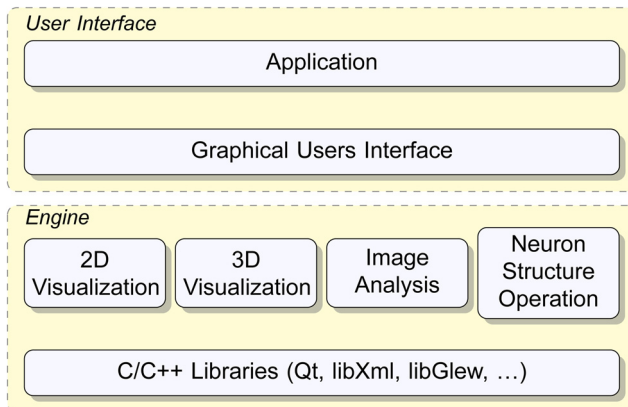 User Interface
Application
Graphical Users Interface
Engine
2D
Visualization
3D
Visualization
Image
Analysis
Neuron
Structure
Operation
C/C++ Libraries (Qt, libXml, libGlew, …)